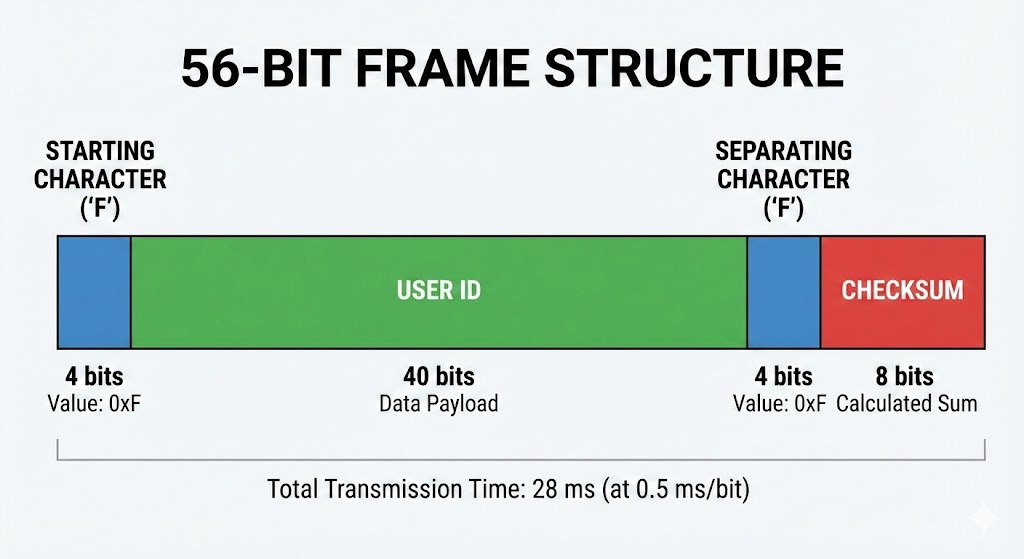 56-BIT FRAME STRUCTURE
STARTING
CHARACTER
(‘F’)
SEPARATING
CHARACTER
(‘F’)
USER ID
CHECKSUM
4 bits
Value: 0xF
40 bits
Data Payload
4 bits
Value: 0xF
8 bits
Calculated Sum
Total Transmission Time: 28 ms (at 0.5 ms/bit)